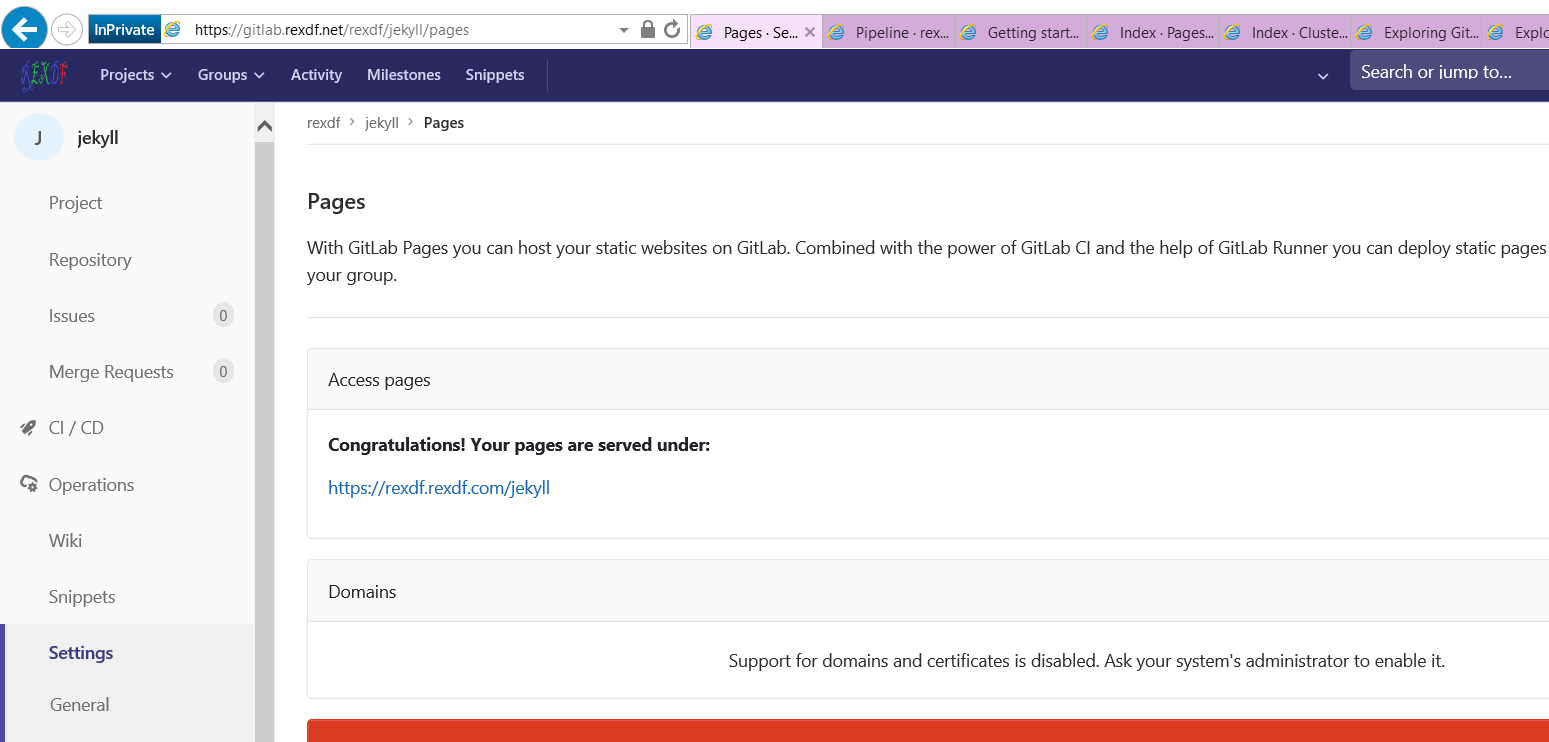 InPrivate https://gitlab.rexdf.net/rexdf/jekyll/pages Pages · Se... Pipeline · rex... Getting start... Index · Pages... Index · Cluste... Exploring Git... Explo
REXDF Projects Groups Activity Milestones Snippets Search or jump to...
J jekyll
Project
Repository
Issues 0
Merge Requests 0
CI / CD
Operations
Wiki
Snippets
Settings
General
rexdf > jekyll > Pages
Pages
With GitLab Pages you can host your static websites on GitLab. Combined with the power of GitLab CI and the help of GitLab Runner you can deploy static pages
your group.
Access pages
Congratulations! Your pages are served under:
https://rexdf.rexdf.com/jekyll
Domains
Support for domains and certificates is disabled. Ask your system's administrator to enable it.